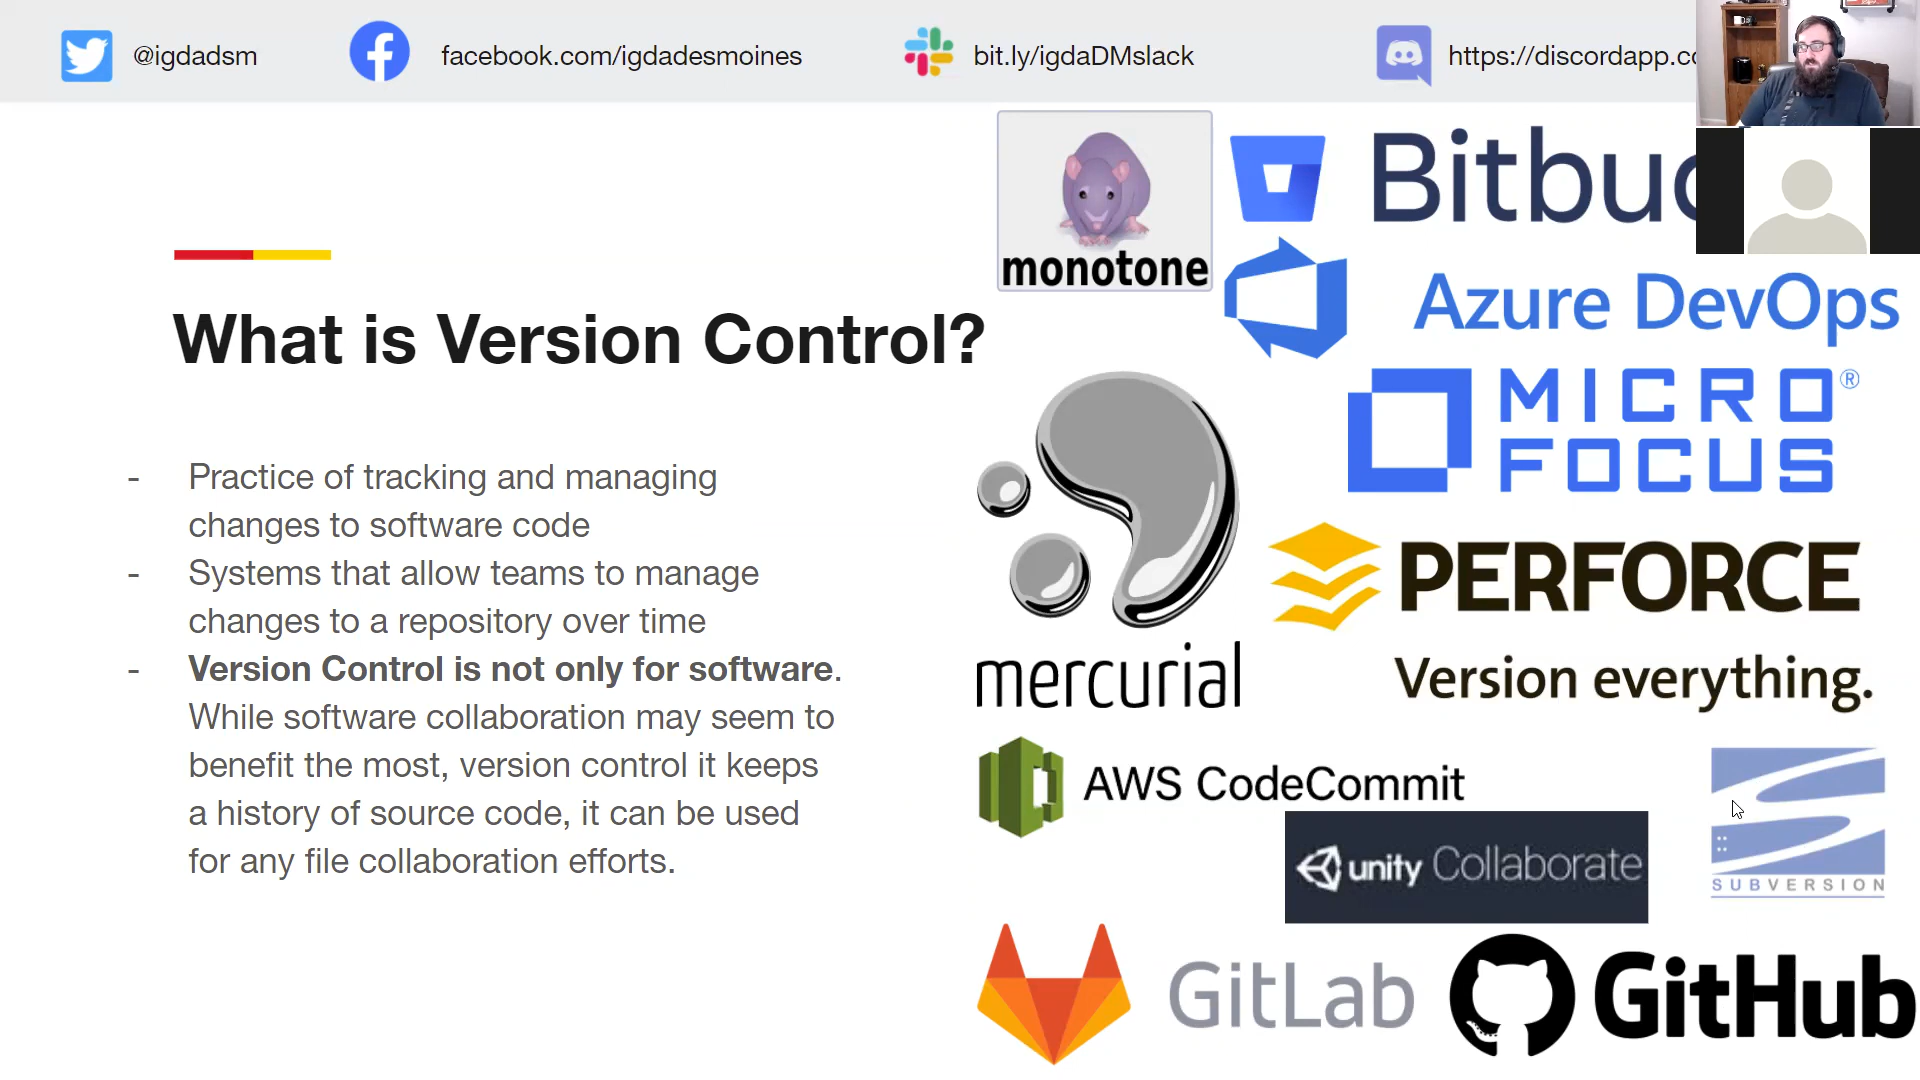 @igdadsm
facebook.com/igdadesmoines
bit.ly/igdaDMslack
https://discordapp.co
What is Version Control?
- Practice of tracking and managing
changes to software code
- Systems that allow teams to manage
changes to a repository over time
- Version Control is not only for software.
While software collaboration may seem to
benefit the most, version control it keeps
a history of source code, it can be used
for any file collaboration efforts.
monotone
Bitbuc
Azure DevOps
MICRO
FOCUS
®
PERFORCE
Version everything.
mercurial
AWS CodeCommit
unity Collaborate
SUBVERSION
GitLab
GitHub